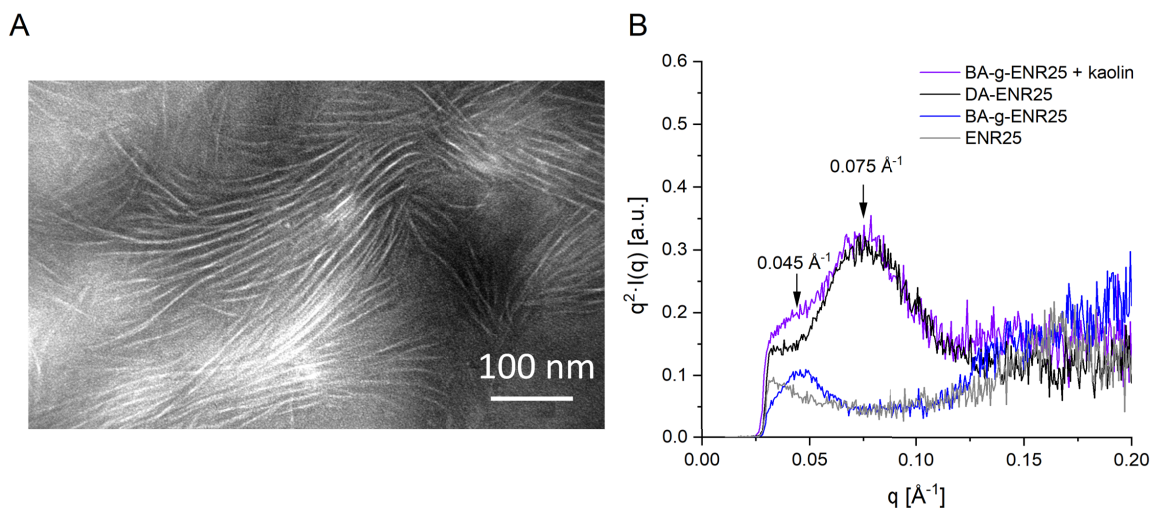 A
100 nm
B
BA-g-ENR25 + kaolin
DA-ENR25
BA-g-ENR25
ENR25
0.075 Å⁻¹
0.045 Å⁻¹
q²·I(q) [a.u.]
0.6
0.5
0.4
0.3
0.2
0.1
0.0
0.00 0.05 0.10 0.15 0.20
q [Å⁻¹]